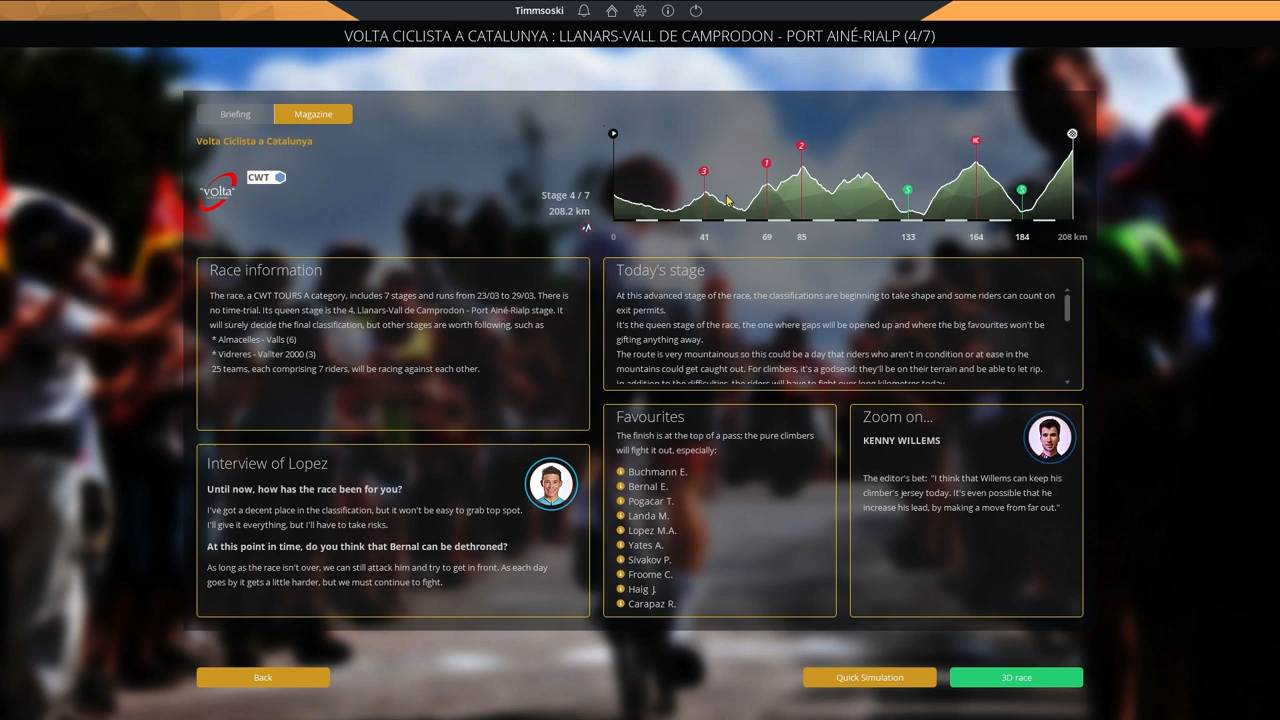 Timmsoski
VOLTA CICLISTA A CATALUNYA : LLANARS-VALL DE CAMPRODON - PORT AINÉ-RIALP (4/7)
Briefing
Magazine
Volta Ciclista a Catalunya
"volta"
CWT
Stage 4 / 7
208.2 km
3
1
2
S
HC
S
0
41
69
85
133
164
184
208 km
Race information
The race, a CWT TOURS A category, includes 7 stages and runs from 23/03 to 29/03. There is
no time-trial. Its queen stage is the 4, Llanars-Vall de Camprodon - Port Ainé-Rialp stage. It
will surely decide the final classification, but other stages are worth following, such as
* Almacelles - Valls (6)
* Vidreres - Vallter 2000 (3)
25 teams, each comprising 7 riders, will be racing against each other.
Today's stage
At this advanced stage of the race, the classifications are beginning to take shape and some riders can count on
exit permits.
It's the queen stage of the race, the one where gaps will be opened up and where the big favourites won't be
gifting anything away.
The route is very mountainous so this could be a day that riders who aren't in condition or at ease in the
mountains could get caught out. For climbers, it's a godsend; they'll be on their terrain and be able to let rip.
In addition to the difficulties, the riders will have to fight over long kilometres today.
Interview of Lopez
Until now, how has the race been for you?
I've got a decent place in the classification, but it won't be easy to grab top spot.
I'll give it everything, but I'll have to take risks.
At this point in time, do you think that Bernal can be dethroned?
As long as the race isn't over, we can still attack him and try to get in front. As each day
goes by it gets a little harder, but we must continue to fight.
Favourites
The finish is at the top of a pass; the pure climbers
will fight it out, especially:
Buchmann E.
Bernal E.
Pogacar T.
Landa M.
Lopez M.A.
Yates A.
Sivakov P.
Froome C.
Haig J.
Carapaz R.
Zoom on...
KENNY WILLEMS
The editor's bet: "I think that Willems can keep his
climber's jersey today. It's even possible that he
increase his lead, by making a move from far out."
Back
Quick Simulation
3D race